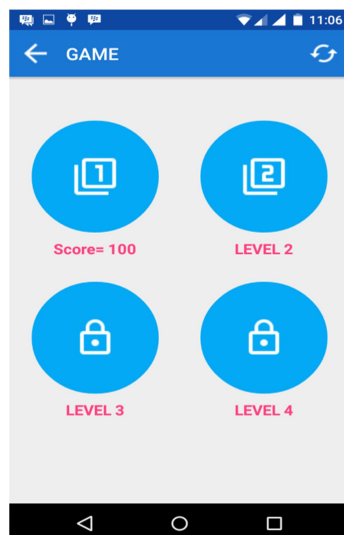 11:06
GAME
1
2
Score= 100
LEVEL 2
LEVEL 3
LEVEL 4